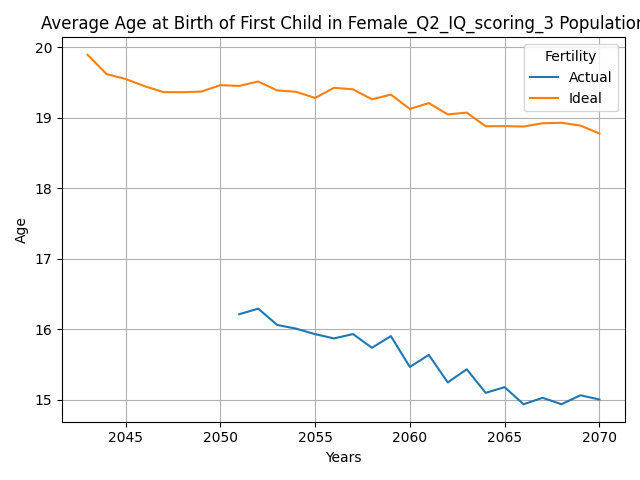 Average Age at Birth of First Child in Female_Q2_IQ_scoring_3 Population
Fertility
Actual
Ideal
20
19
18
17
16
15
Age
2045
2050
2055
2060
2065
2070
Years